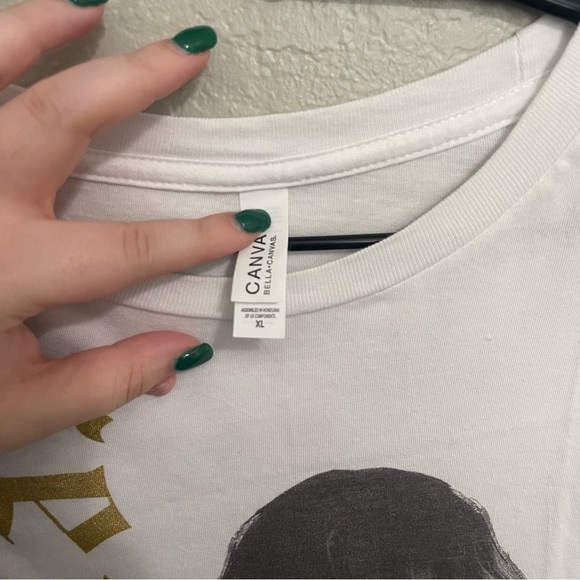 CANVA
BELLA+CANVAS.
ASSEMBLED IN HONDURAS
OF US COMPONENTS
XL